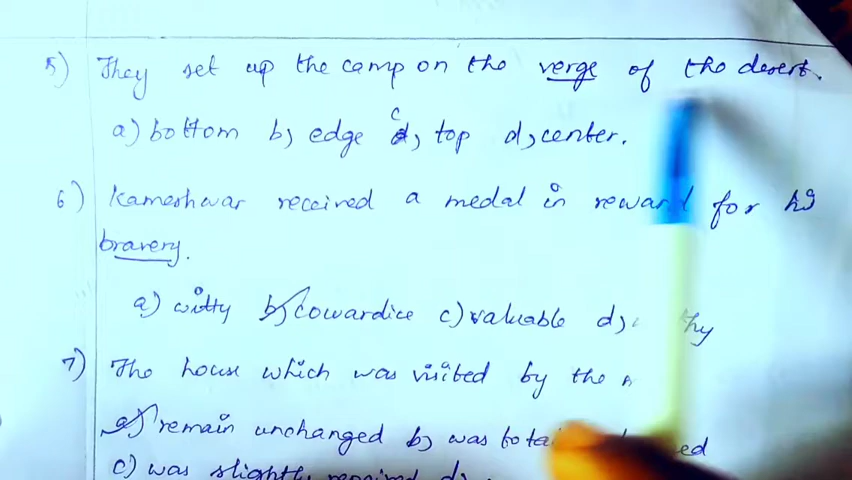 5) They set up the camp on the verge of the desert.
a) bottom b) edge c) top d) center.
6) Kameshwar received a medal in reward for his
bravery.
a) witty b) cowardice c) valuable d)
7) The house which was visited by the
a) remain unchanged b) was
c) was slightly